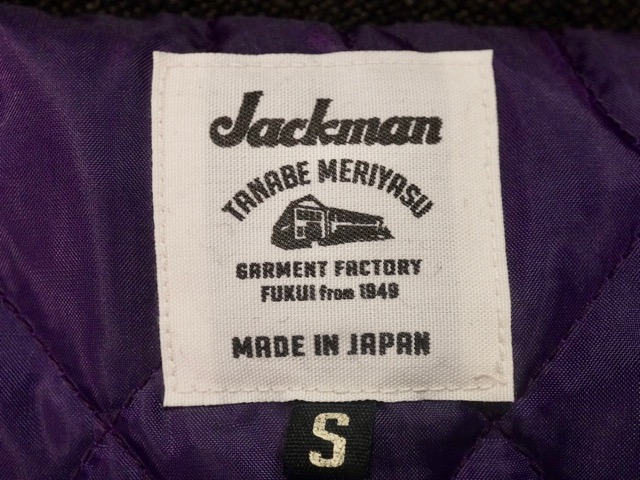 Jackman
TANABE MERIYASU
GARMENT FACTORY
FUKUI from 1949
MADE IN JAPAN
S